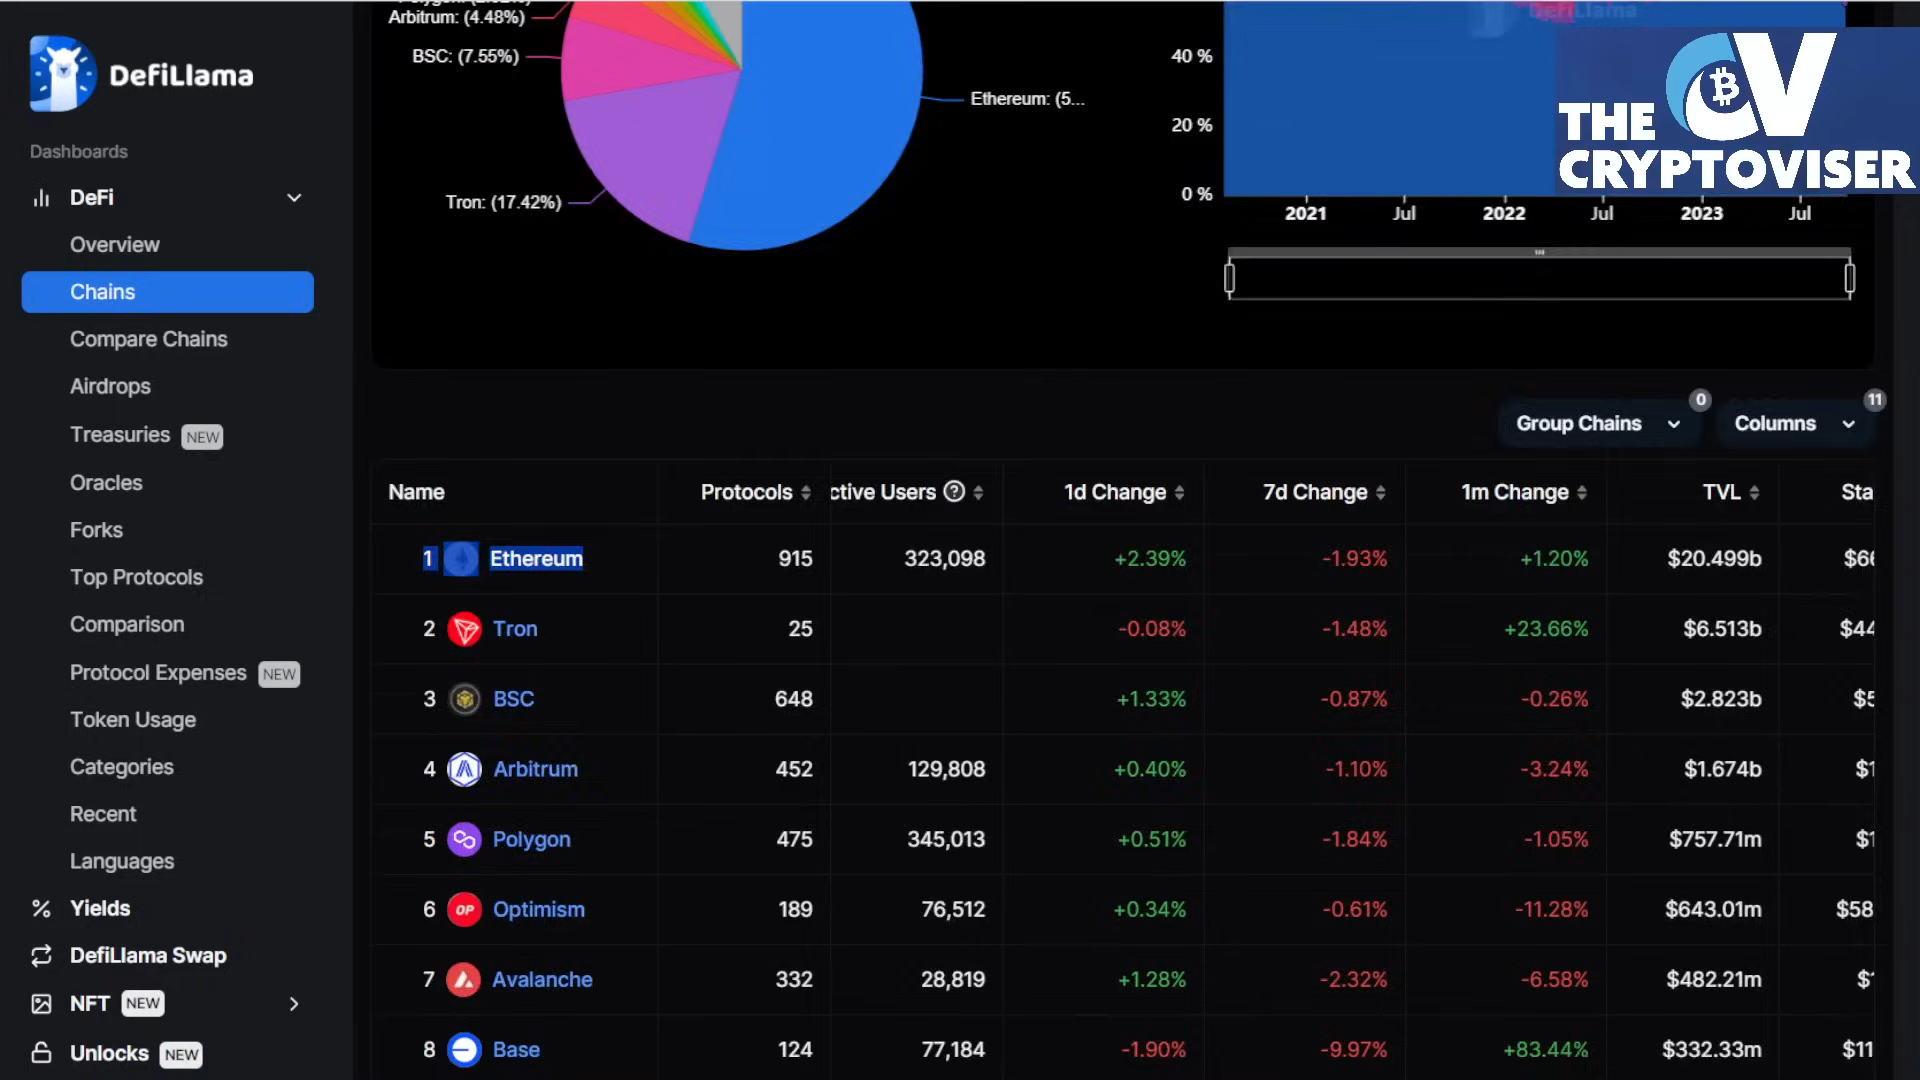 Arbitrum: (4.48%)
BSC: (7.55%)
Ethereum: (5...
Tron: (17.42%)
40 %
20 %
0 %
2021 Jul 2022 Jul 2023 Jul
DefiLlama
THE CV
CRYPTOVISER
DefiLlama
Dashboards
DeFi
Overview
Chains
Compare Chains
Airdrops
Treasuries NEW
Oracles
Forks
Top Protocols
Comparison
Protocol Expenses NEW
Token Usage
Categories
Recent
Languages
Yields
DefiLlama Swap
NFT NEW
Unlocks NEW
Group Chains 0
Columns 11
Name Protocols ctive Users ? 1d Change 7d Change 1m Change TVL Sta
1 Ethereum 915 323,098 +2.39% -1.93% +1.20% $20.499b $66
2 Tron 25 -0.08% -1.48% +23.66% $6.513b $44
3 BSC 648 +1.33% -0.87% -0.26% $2.823b $5
4 Arbitrum 452 129,808 +0.40% -1.10% -3.24% $1.674b $1
5 Polygon 475 345,013 +0.51% -1.84% -1.05% $757.71m $1
6 OP Optimism 189 76,512 +0.34% -0.61% -11.28% $643.01m $58
7 Avalanche 332 28,819 +1.28% -2.32% -6.58% $482.21m $1
8 Base 124 77,184 -1.90% -9.97% +83.44% $332.33m $11